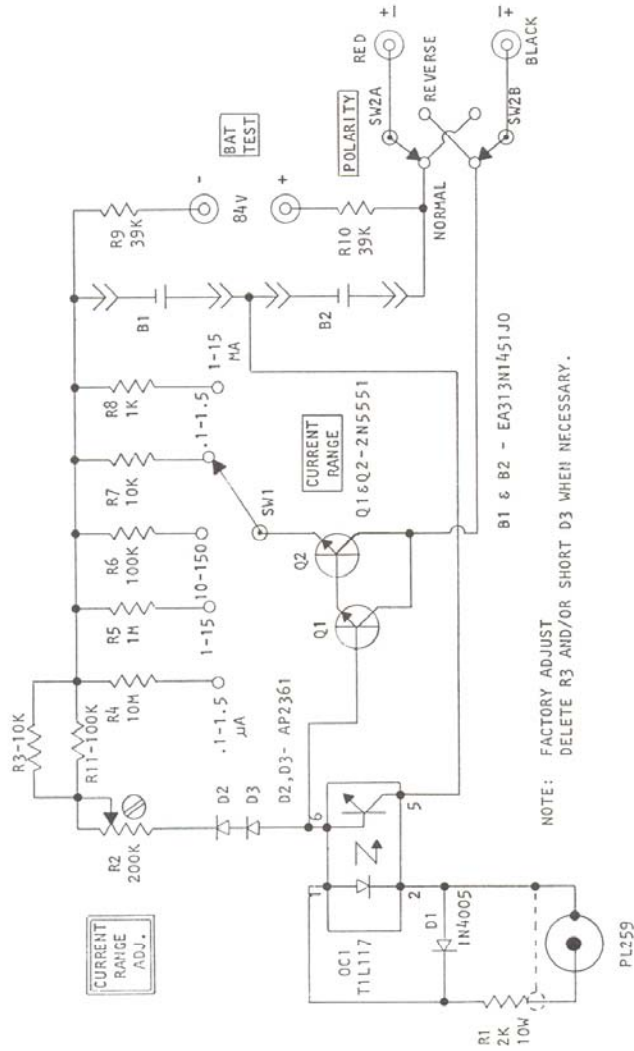 CURRENT
RANGE
ADJ.
R2
200K
R3-10K
R11-100K
R4
10M
.1-1.5
µA
R5
1M
1-15
R6
100K
10-150
R7
10K
.1-1.5
R8
1K
1-15
MA
B1
B2
R9
39K
-
84V
+
R10
39K
BAT
TEST
POLARITY
NORMAL
REVERSE
SW2A
SW2B
RED
+
BLACK
+
SW1
CURRENT
RANGE
Q1&Q2-2N5551
Q1
Q2
D2
D3
D2,D3- AP2361
6
5
1
2
OC1
T1L117
D1
IN4005
R1
2K
10W
PL259
B1 & B2 - EA313N1451J0
NOTE: FACTORY ADJUST
DELETE R3 AND/OR SHORT D3 WHEN NECESSARY.